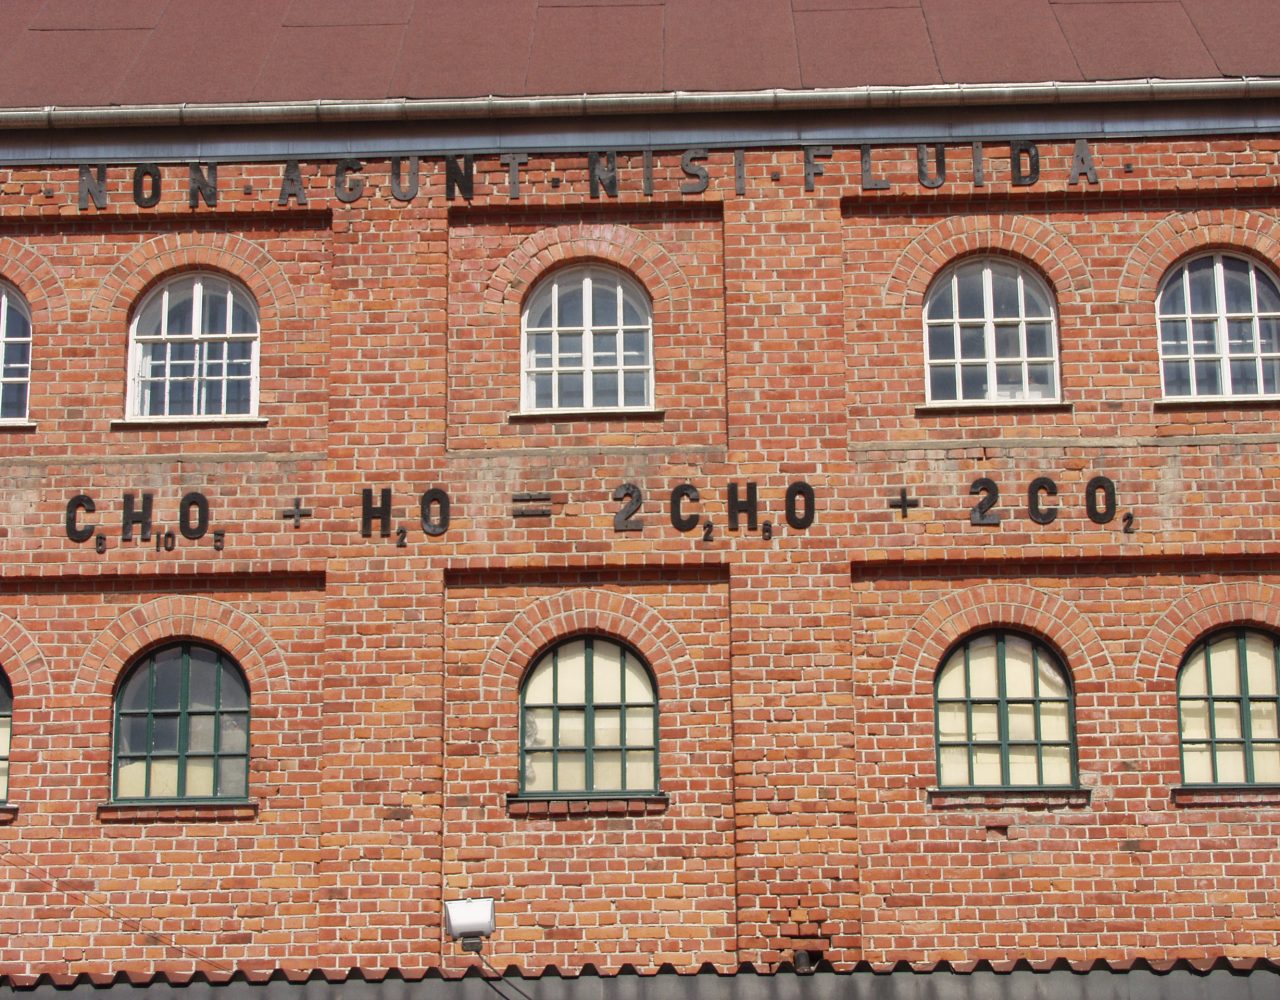 NON·AGUNT·NISI·FLUIDA·
C₆H₁₀O₅ + H₂O = 2C₂H₆O + 2CO₂